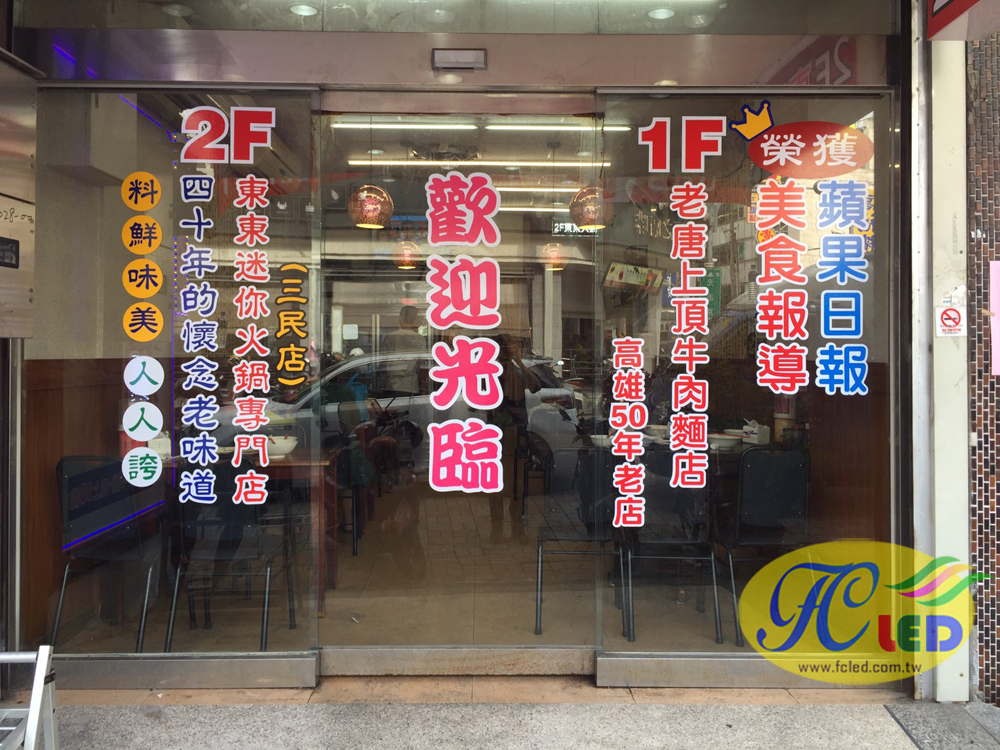 2F
東東迷你火鍋專門店
(三民店)
四十年的懷念老味道
料鮮味美
人人誇
歡迎光臨
1F
老唐上頂牛肉麵店
高雄50年老店
榮獲
蘋果日報
美食報導
FC LED
www.fcled.com.tw